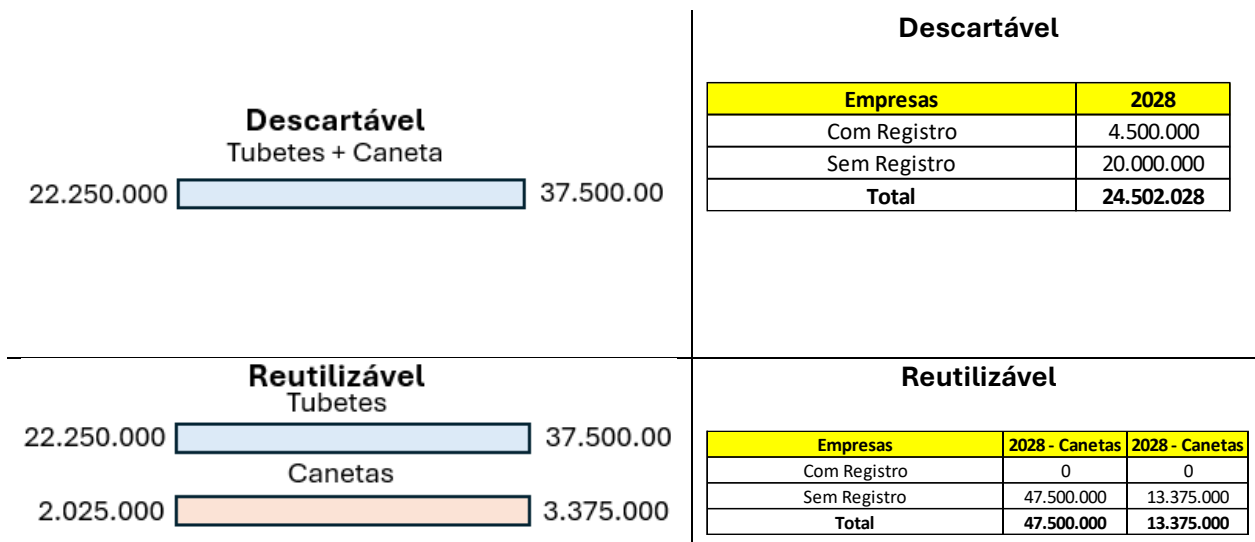 Descartável
Tubetes + Caneta
22.250.000 37.500.00
Descartável
Empresas 2028
Com Registro 4.500.000
Sem Registro 20.000.000
Total 24.502.028
Reutilizável
Tubetes
22.250.000 37.500.00
Canetas
2.025.000 3.375.000
Reutilizável
Empresas 2028 - Canetas 2028 - Canetas
Com Registro 0 0
Sem Registro 47.500.000 13.375.000
Total 47.500.000 13.375.000